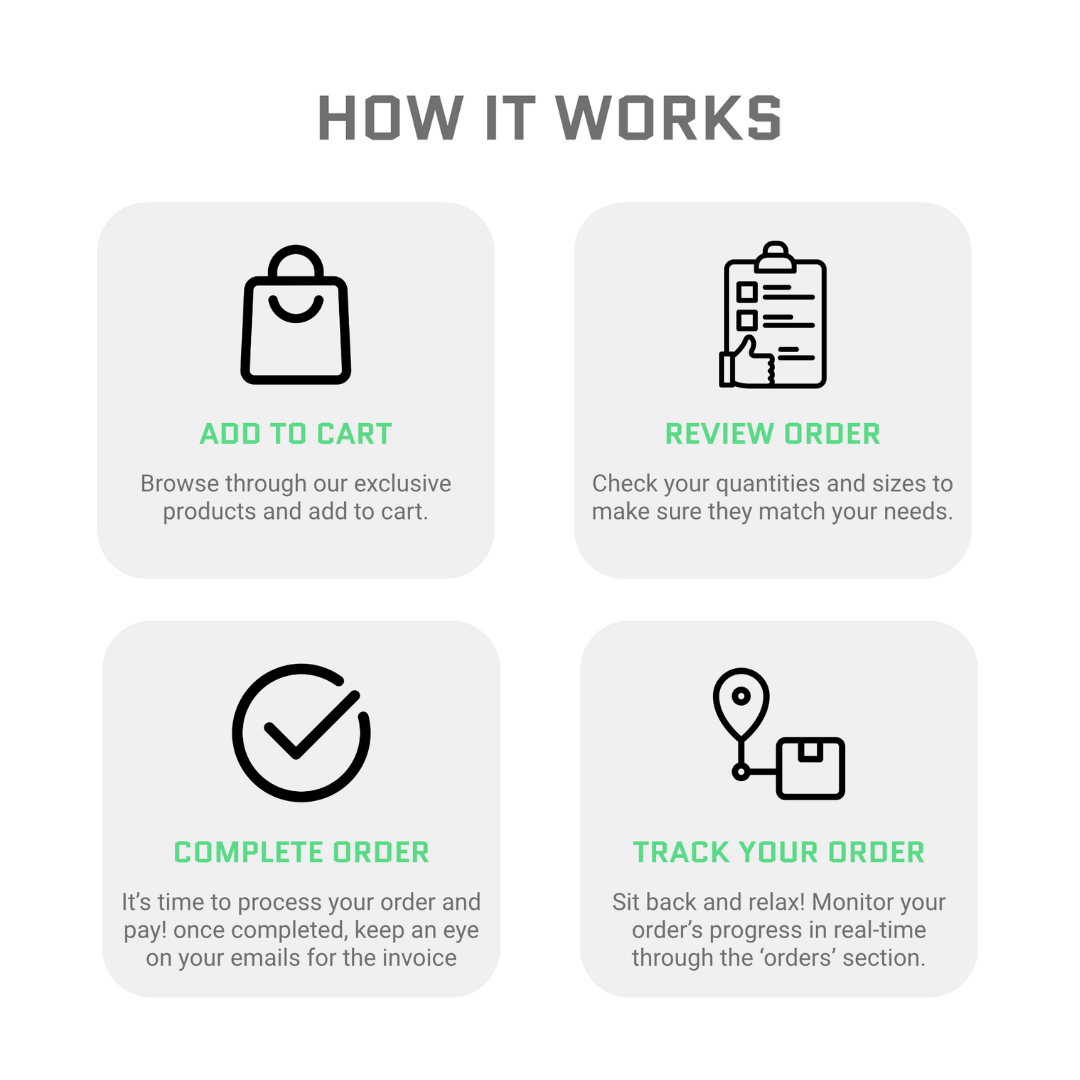 HOW IT WORKS
ADD TO CART
Browse through our exclusive
products and add to cart.
REVIEW ORDER
Check your quantities and sizes to
make sure they match your needs.
COMPLETE ORDER
It’s time to process your order and
pay! once completed, keep an eye
on your emails for the invoice
TRACK YOUR ORDER
Sit back and relax! Monitor your
order’s progress in real-time
through the ‘orders’ section.